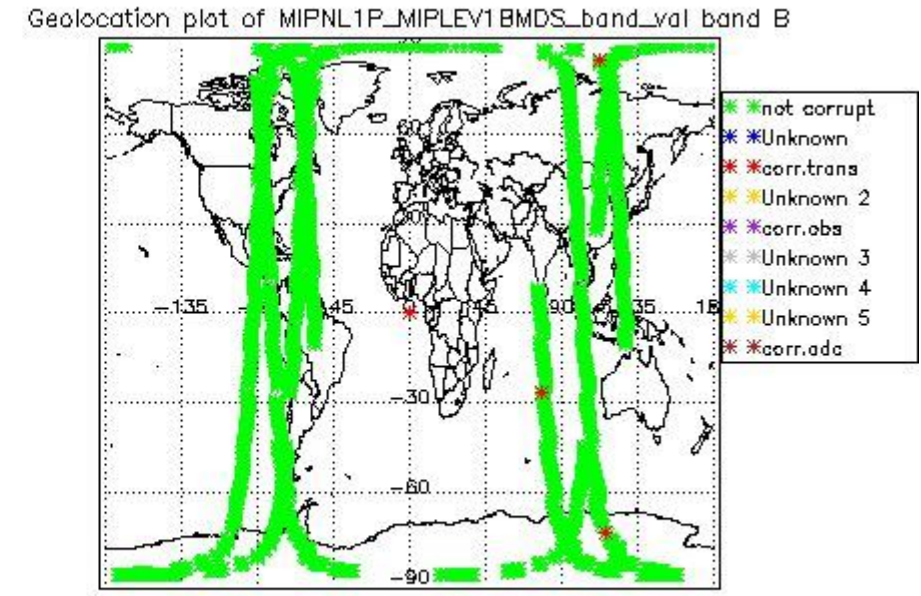 Geolocation plot of MIPNL1P_MIPLEV1BMDS_band_val band B
not corrupt
Unknown
corr.trans
Unknown 2
corr.obs
Unknown 3
Unknown 4
Unknown 5
corr.adc
60
-135
45
90
-30
-60
-90